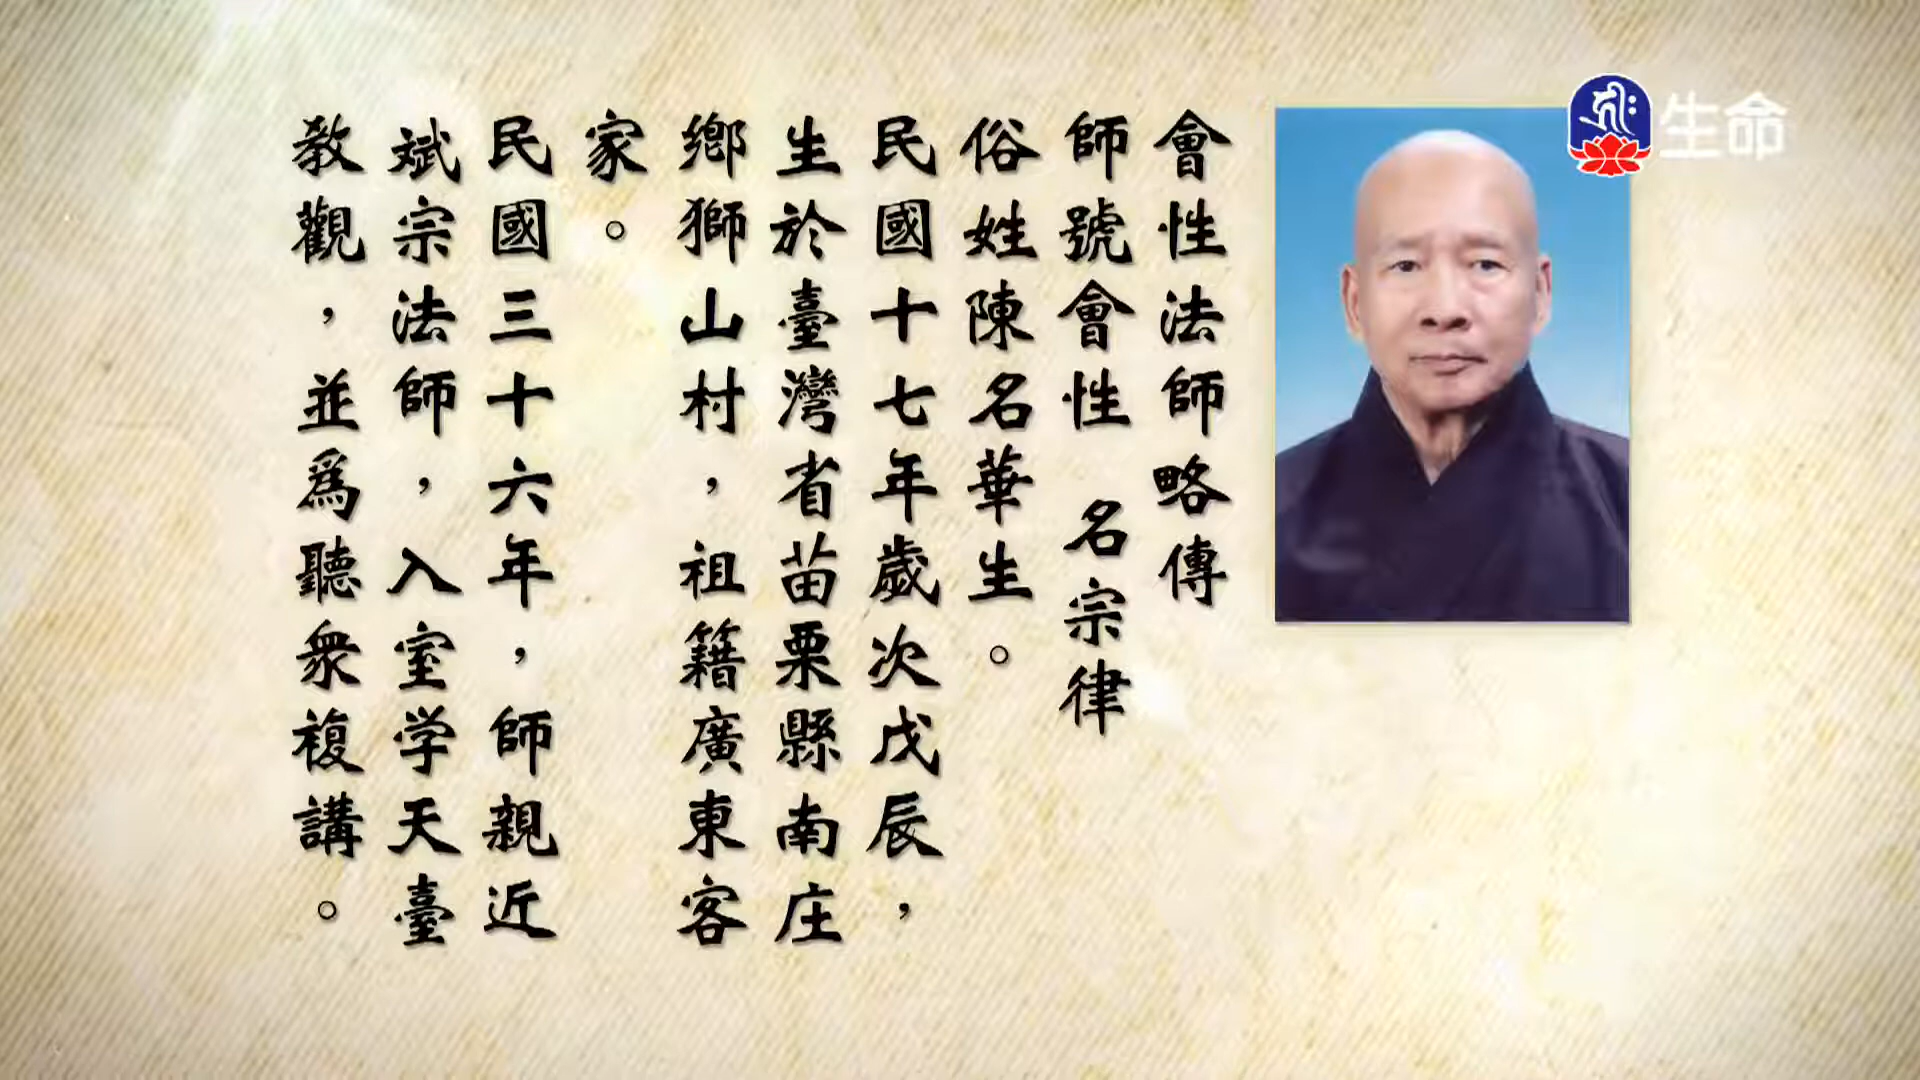 會性法師略傳
師號會性 名宗律
俗姓陳名華生。
民國十七年歲次戊辰，
生於臺灣省苗栗縣南庄
鄉獅山村，祖籍廣東客
家。
民國三十六年，師親近
斌宗法師，入室学天臺
教觀，並爲聽衆複講。
生命